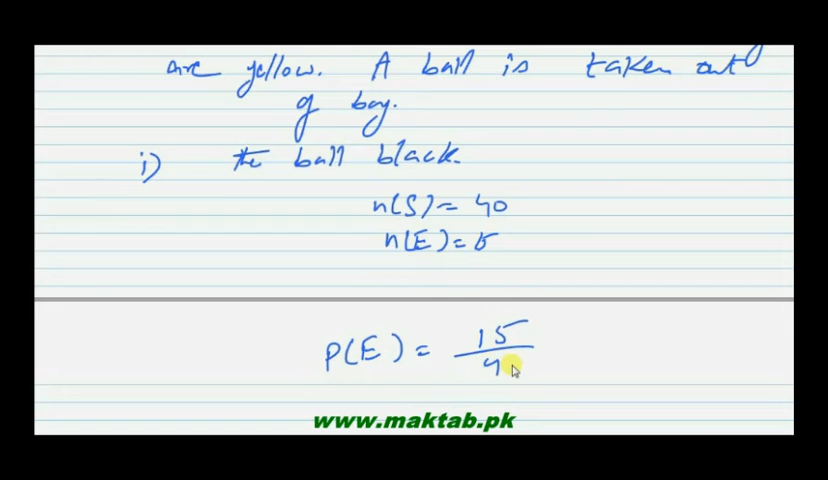 are yellow. A ball is taken out
of bag.
i) the ball black.
n(S) = 40
n(E) = 15
P(E) = 15
4
www.maktab.pk